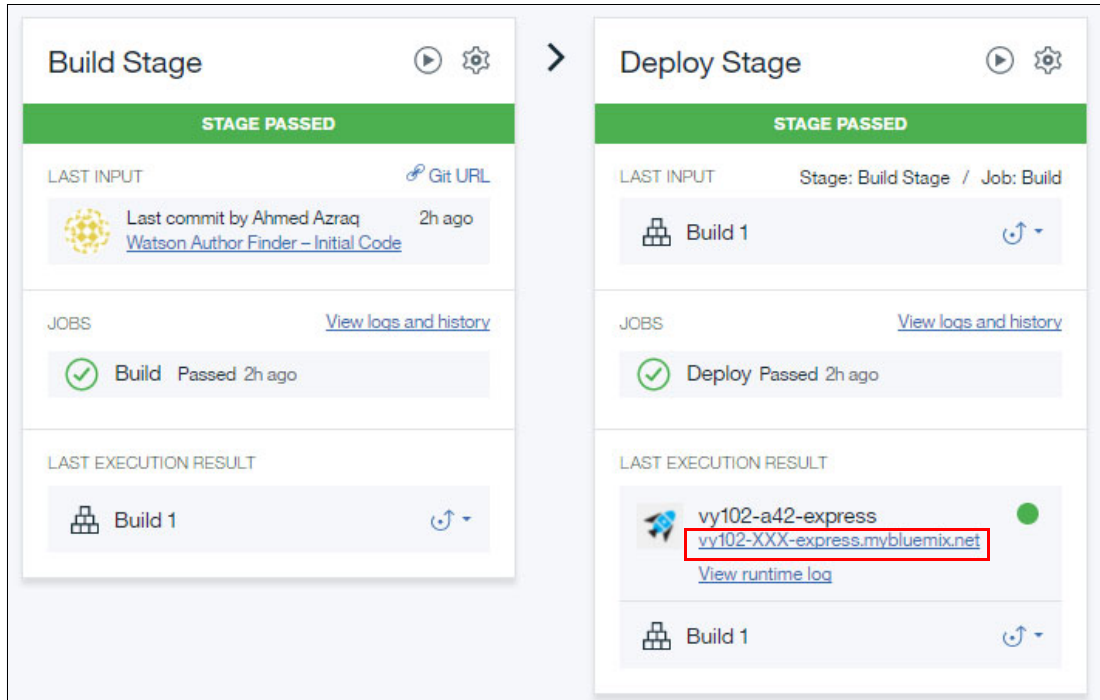 Build Stage
STAGE PASSED
LAST INPUT
Git URL
Last commit by Ahmed Azraq
2h ago
Watson Author Finder – Initial Code
JOBS
View logs and history
Build Passed 2h ago
LAST EXECUTION RESULT
Build 1
Deploy Stage
STAGE PASSED
LAST INPUT
Stage: Build Stage / Job: Build
Build 1
JOBS
View logs and history
Deploy Passed 2h ago
LAST EXECUTION RESULT
vy102-a42-express
vy102-XXX-express.mybluemix.net
View runtime log
Build 1